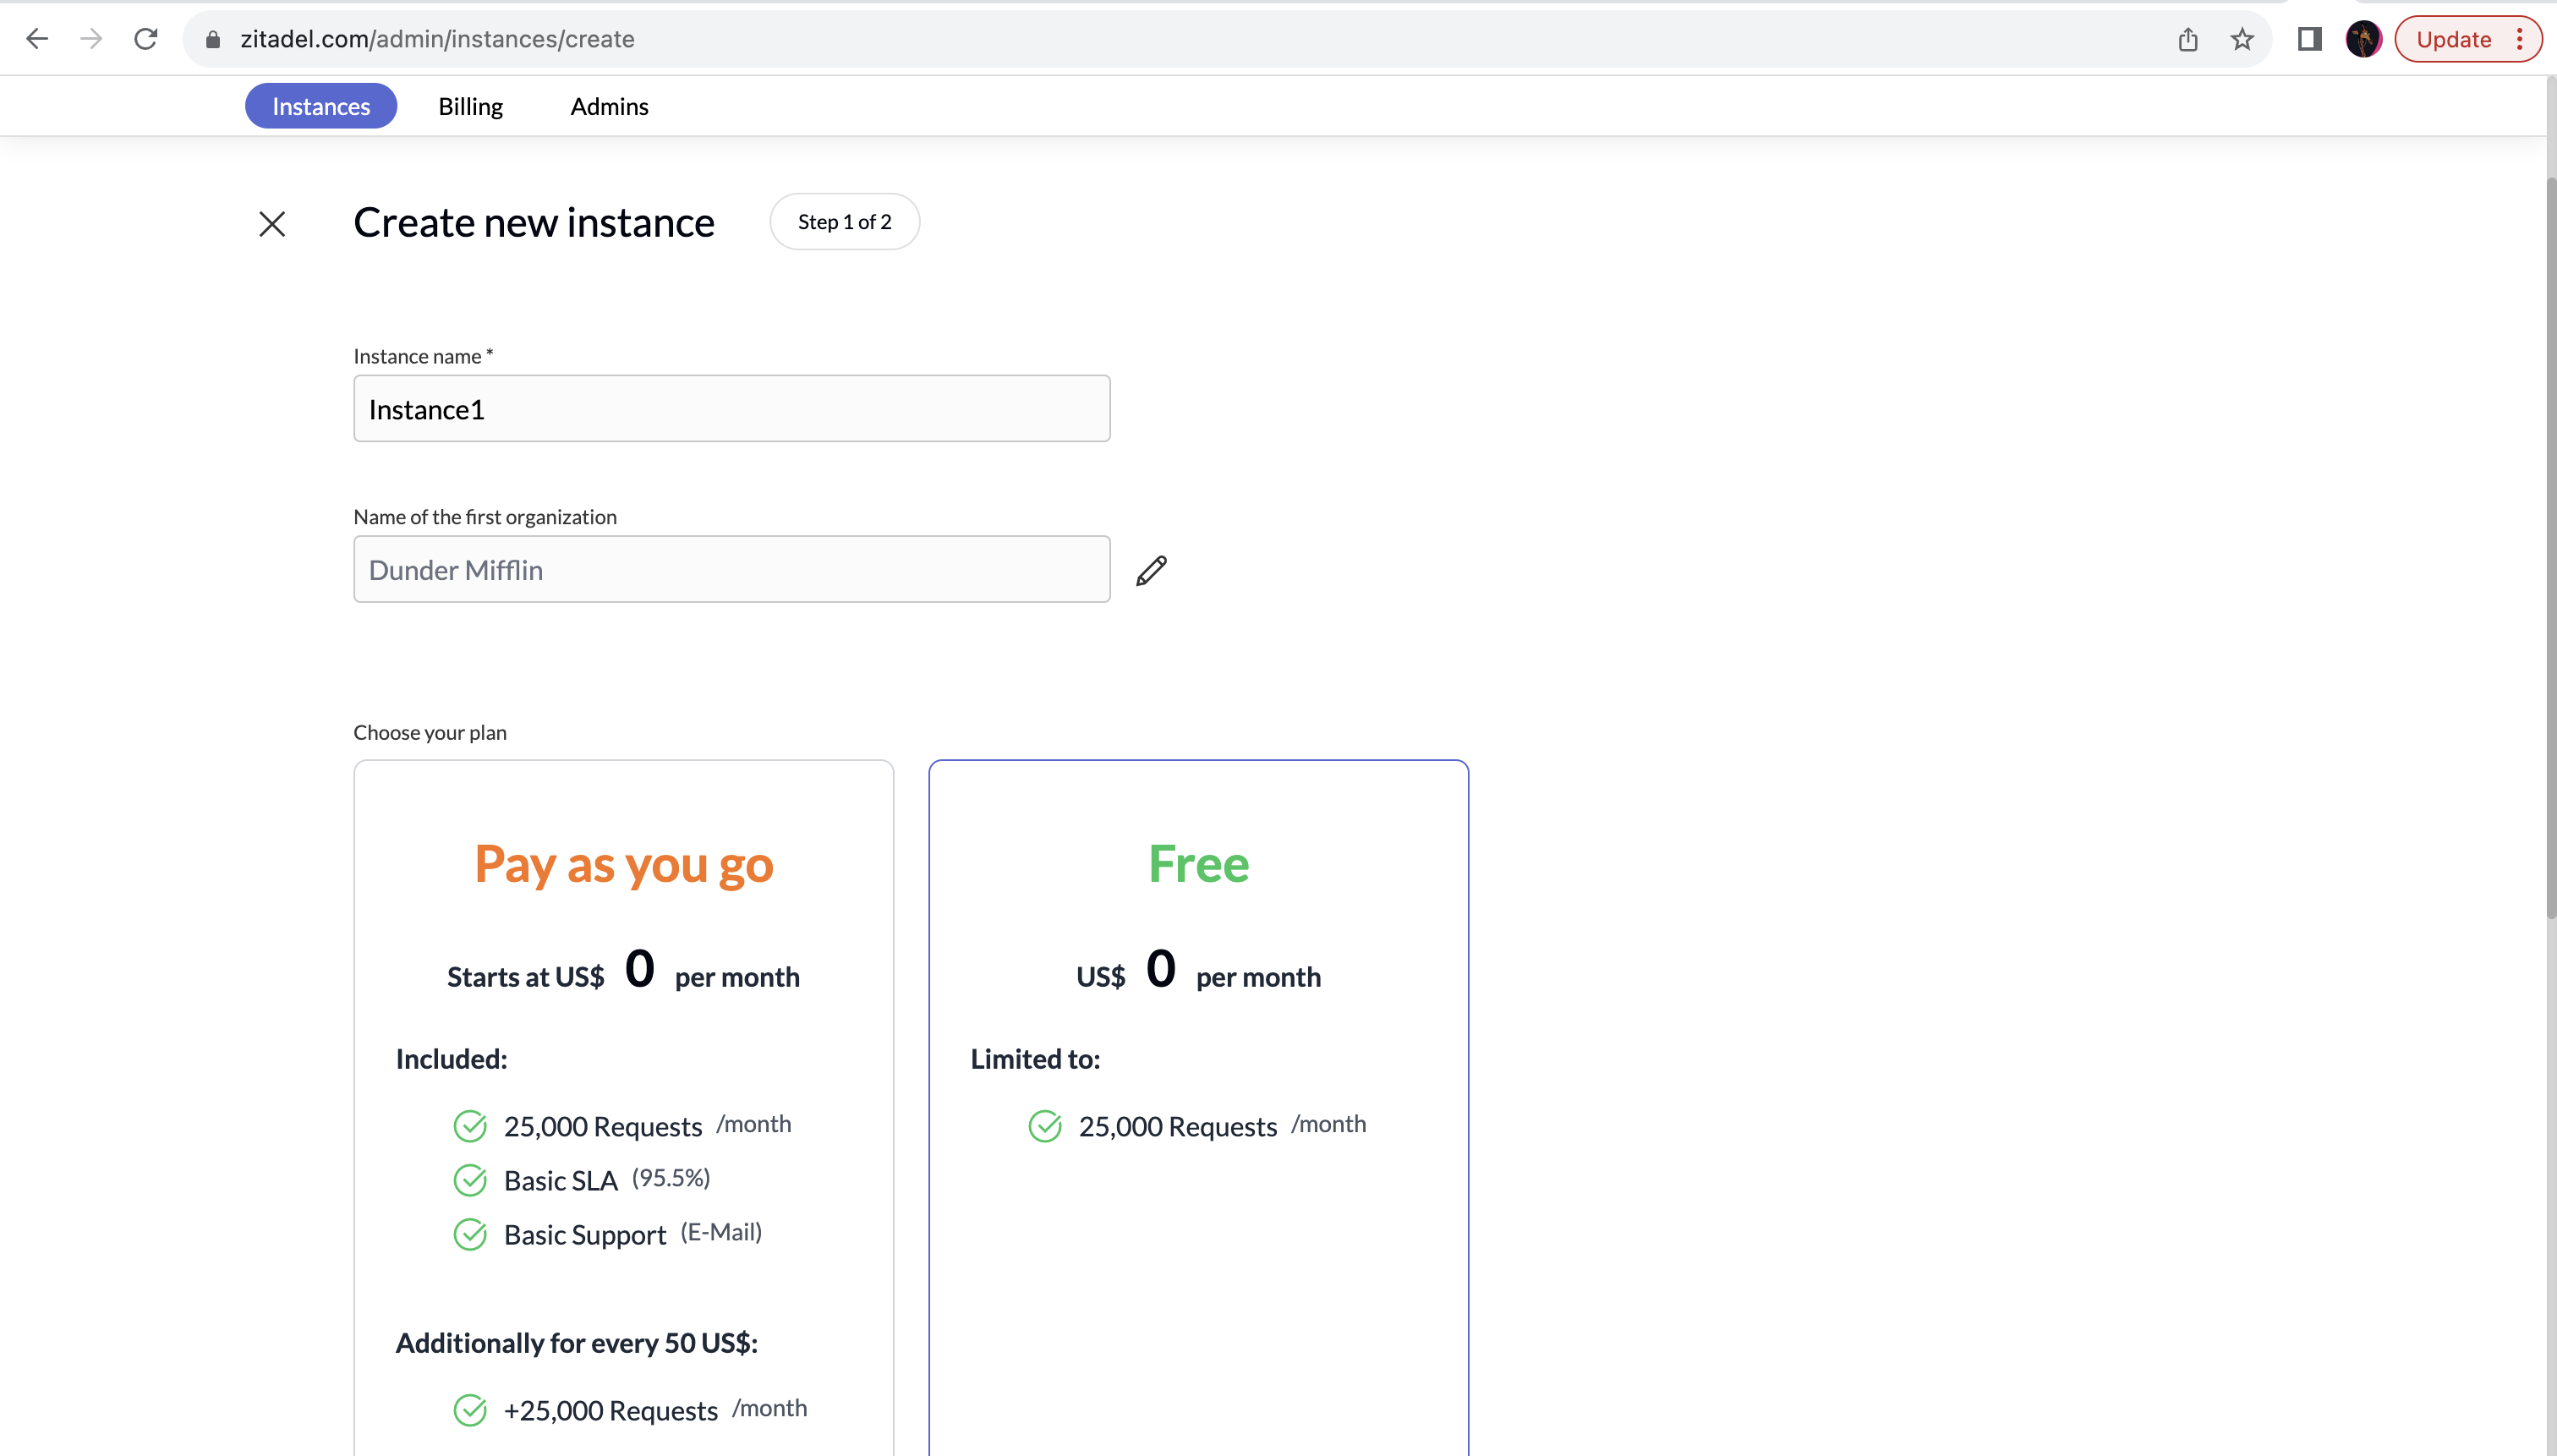 zitadel.com/admin/instances/create
Update
Instances Billing Admins
Create new instance Step 1 of 2
Instance name *
Instance1
Name of the first organization
Dunder Mifflin
Choose your plan
Pay as you go
Starts at US$ 0 per month
Included:
25,000 Requests /month
Basic SLA (95.5%)
Basic Support (E-Mail)
Additionally for every 50 US$:
+25,000 Requests /month
Free
US$ 0 per month
Limited to:
25,000 Requests /month